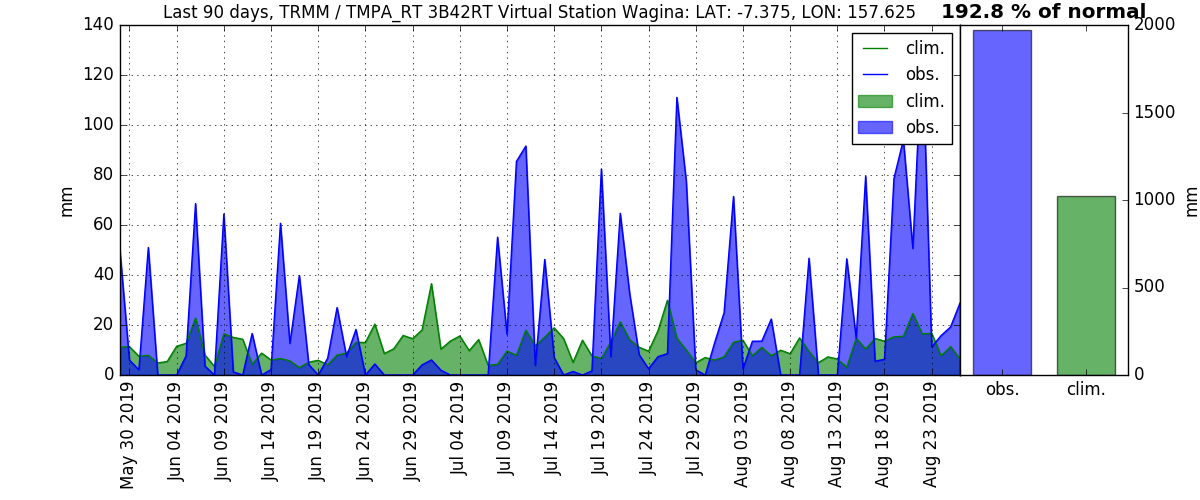 Last 90 days, TRMM / TMPA_RT 3B42RT Virtual Station Wagina: LAT: -7.375, LON: 157.625
192.8 % of normal
mm
140
120
100
80
60
40
20
0
clim.
obs.
clim.
obs.
May 30 2019
Jun 04 2019
Jun 09 2019
Jun 14 2019
Jun 19 2019
Jun 24 2019
Jun 29 2019
Jul 04 2019
Jul 09 2019
Jul 14 2019
Jul 19 2019
Jul 24 2019
Jul 29 2019
Aug 03 2019
Aug 08 2019
Aug 13 2019
Aug 18 2019
Aug 23 2019
2000
1500
1000
500
0
mm
obs.
clim.